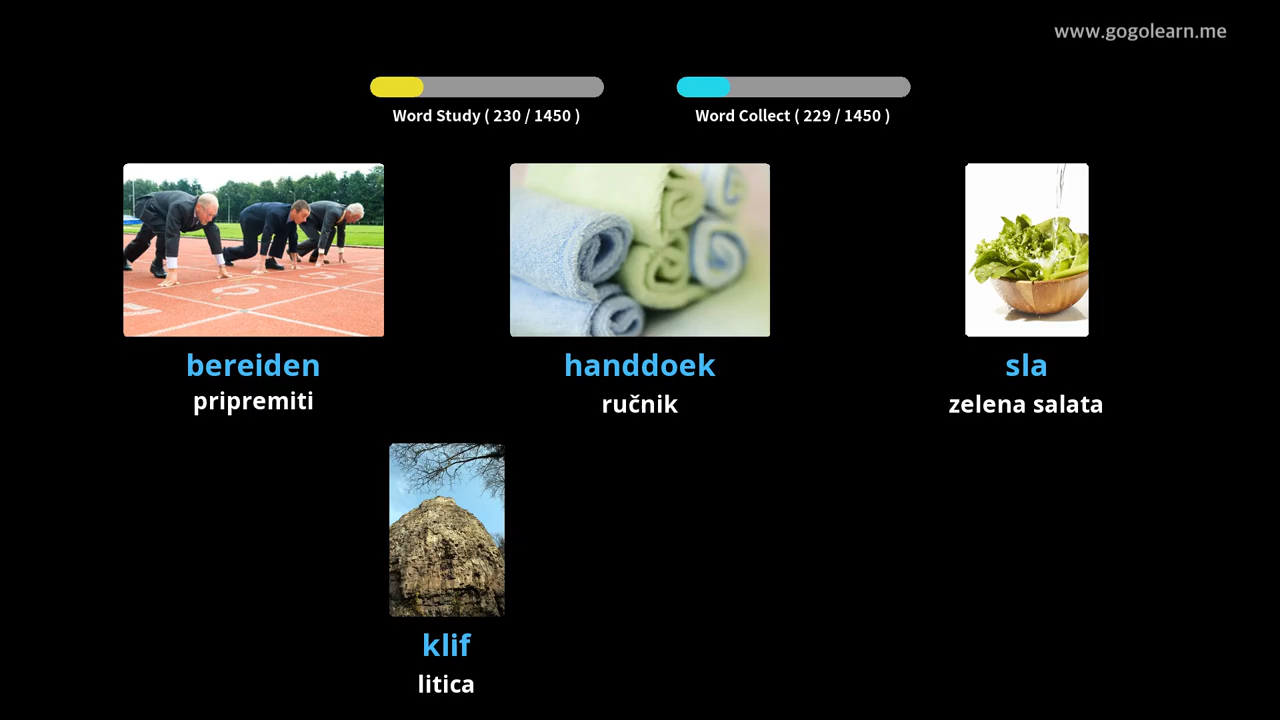 www.gogolearn.me
Word Study ( 230 / 1450 )
Word Collect ( 229 / 1450 )
bereiden
pripremiti
handdoek
ručnik
sla
zelena salata
klif
litica